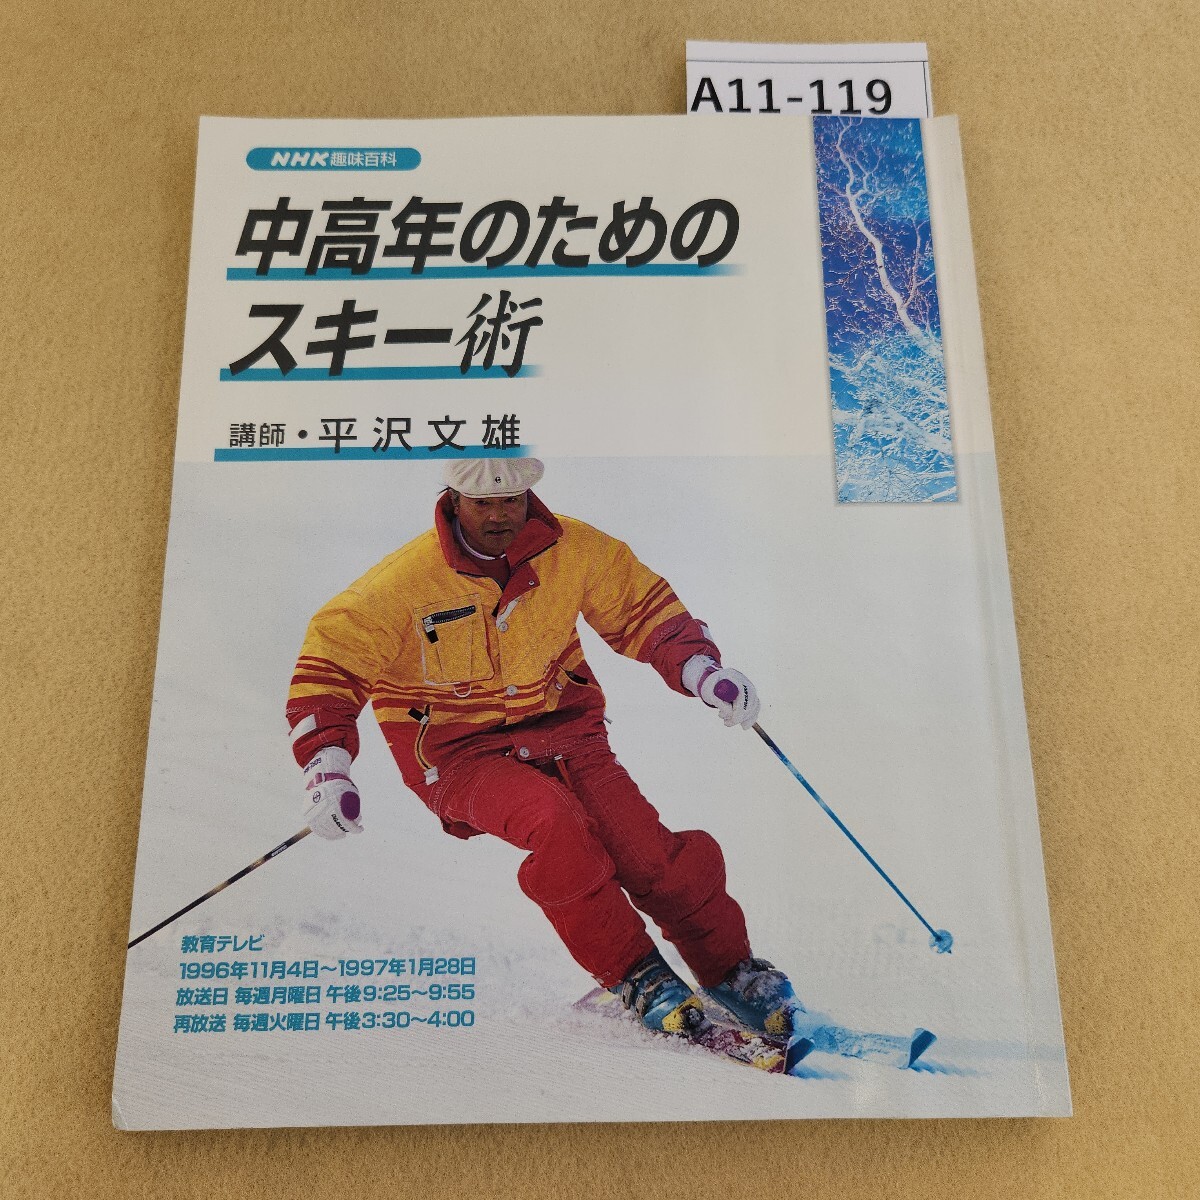 A11-119
NHK趣味百科
中高年のための
スキー術
講師・平沢文雄
教育テレビ
1996年11月4日〜1997年1月28日
放送日 毎週月曜日 午後9:25〜9:55
再放送 毎週火曜日 午後3:30〜4:00